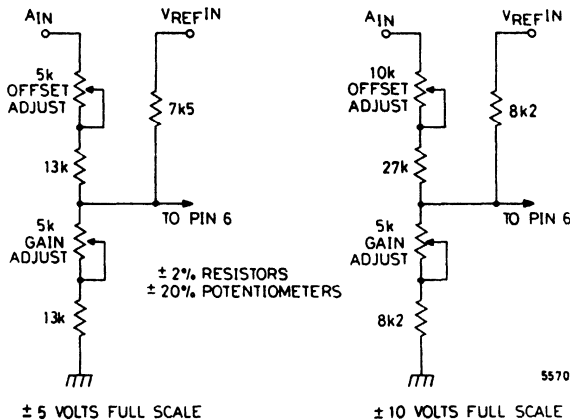 AIN
VREFIN
5k
OFFSET
ADJUST
7k5
13k
TO PIN 6
5k
GAIN
ADJUST
13k
± 5 VOLTS FULL SCALE
± 2% RESISTORS
± 20% POTENTIOMETERS
AIN
VREFIN
10k
OFFSET
ADJUST
8k2
27k
TO PIN 6
5k
GAIN
ADJUST
8k2
5570
± 10 VOLTS FULL SCALE